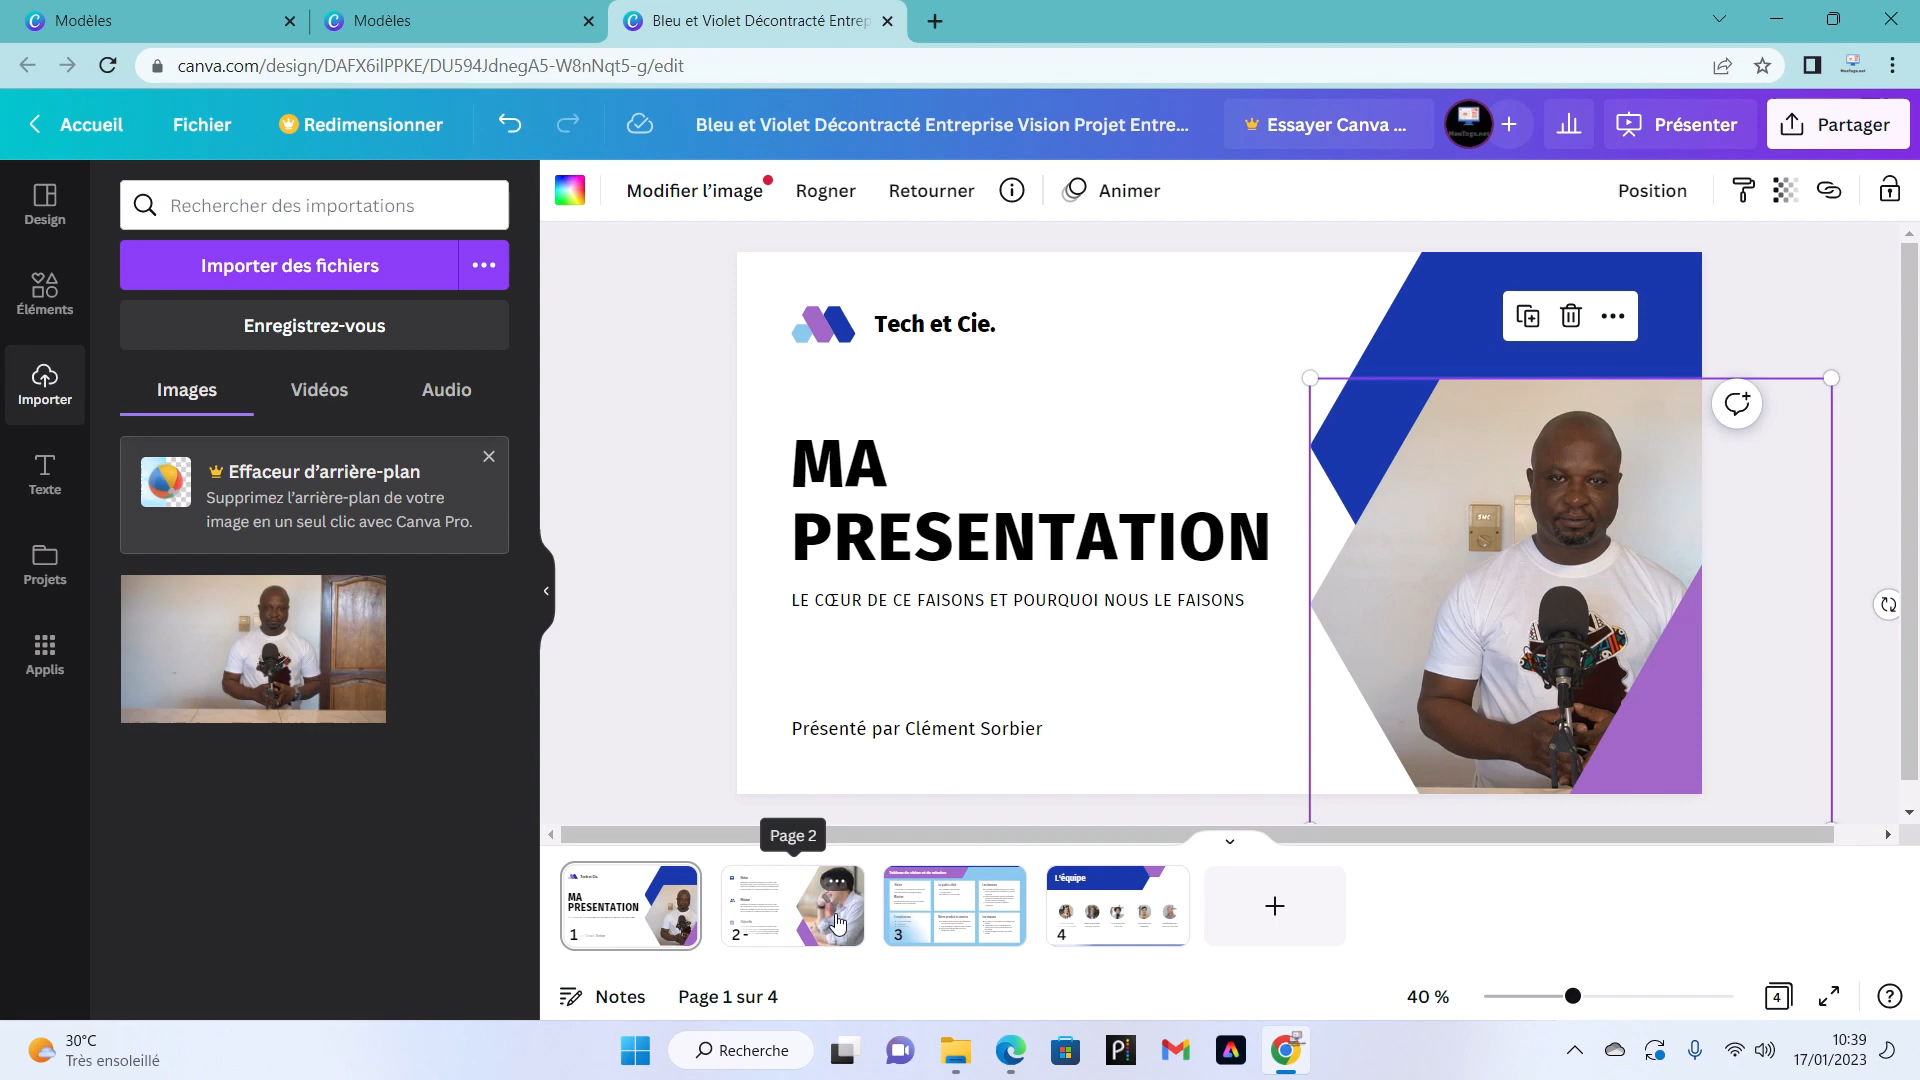 Modèles
Modèles
Bleu et Violet Décontracté Entrep
canva.com/design/DAFX6ilPPKE/DU594JdnegA5-W8nNqt5-g/edit
Accueil
Fichier
Redimensionner
Bleu et Violet Décontracté Entreprise Vision Projet Entre...
Essayer Canva ...
Présenter
Partager
Design
Éléments
Importer
Texte
Projets
Applis
Rechercher des importations
Importer des fichiers
Enregistrez-vous
Images
Vidéos
Audio
Effaceur d'arrière-plan
Supprimez l'arrière-plan de votre
image en un seul clic avec Canva Pro.
Modifier l'image
Rogner
Retourner
Animer
Position
Tech et Cie.
MA
PRESENTATION
LE CŒUR DE CE FAISONS ET POURQUOI NOUS LE FAISONS
Présenté par Clément Sorbier
SMC
Page 2
Tech et Cie.
MA
PRESENTATION
1
2 -
3
L'équipe
4
Notes
Page 1 sur 4
40 %
4
30°C
Très ensoleillé
Recherche
10:39
17/01/2023